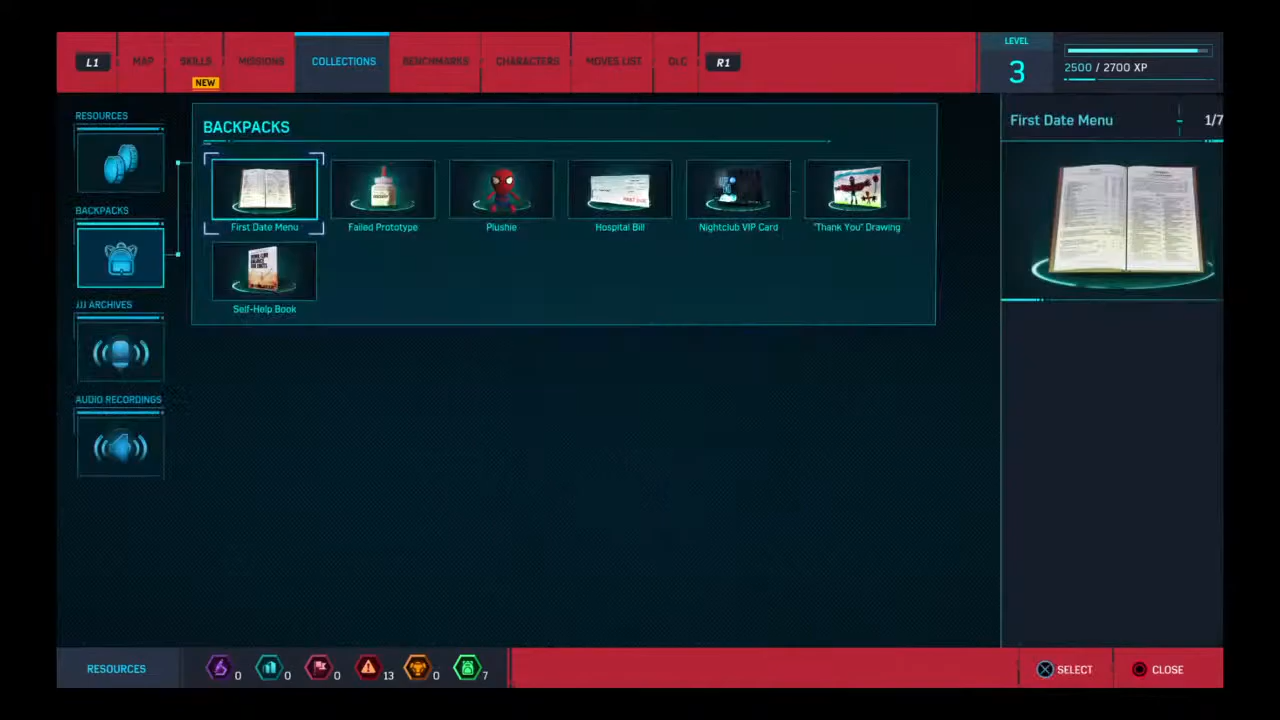 L1
MAP
SKILLS
NEW
MISSIONS
COLLECTIONS
BENCHMARKS
CHARACTERS
MOVES LIST
DLC
R1
LEVEL
3
2500 / 2700 XP
RESOURCES
BACKPACKS
JJJ ARCHIVES
AUDIO RECORDINGS
BACKPACKS
First Date Menu
Failed Prototype
Plushie
Hospital Bill
Nightclub VIP Card
"Thank You" Drawing
Self-Help Book
First Date Menu
1/7
RESOURCES
0
0
0
13
0
7
SELECT
CLOSE